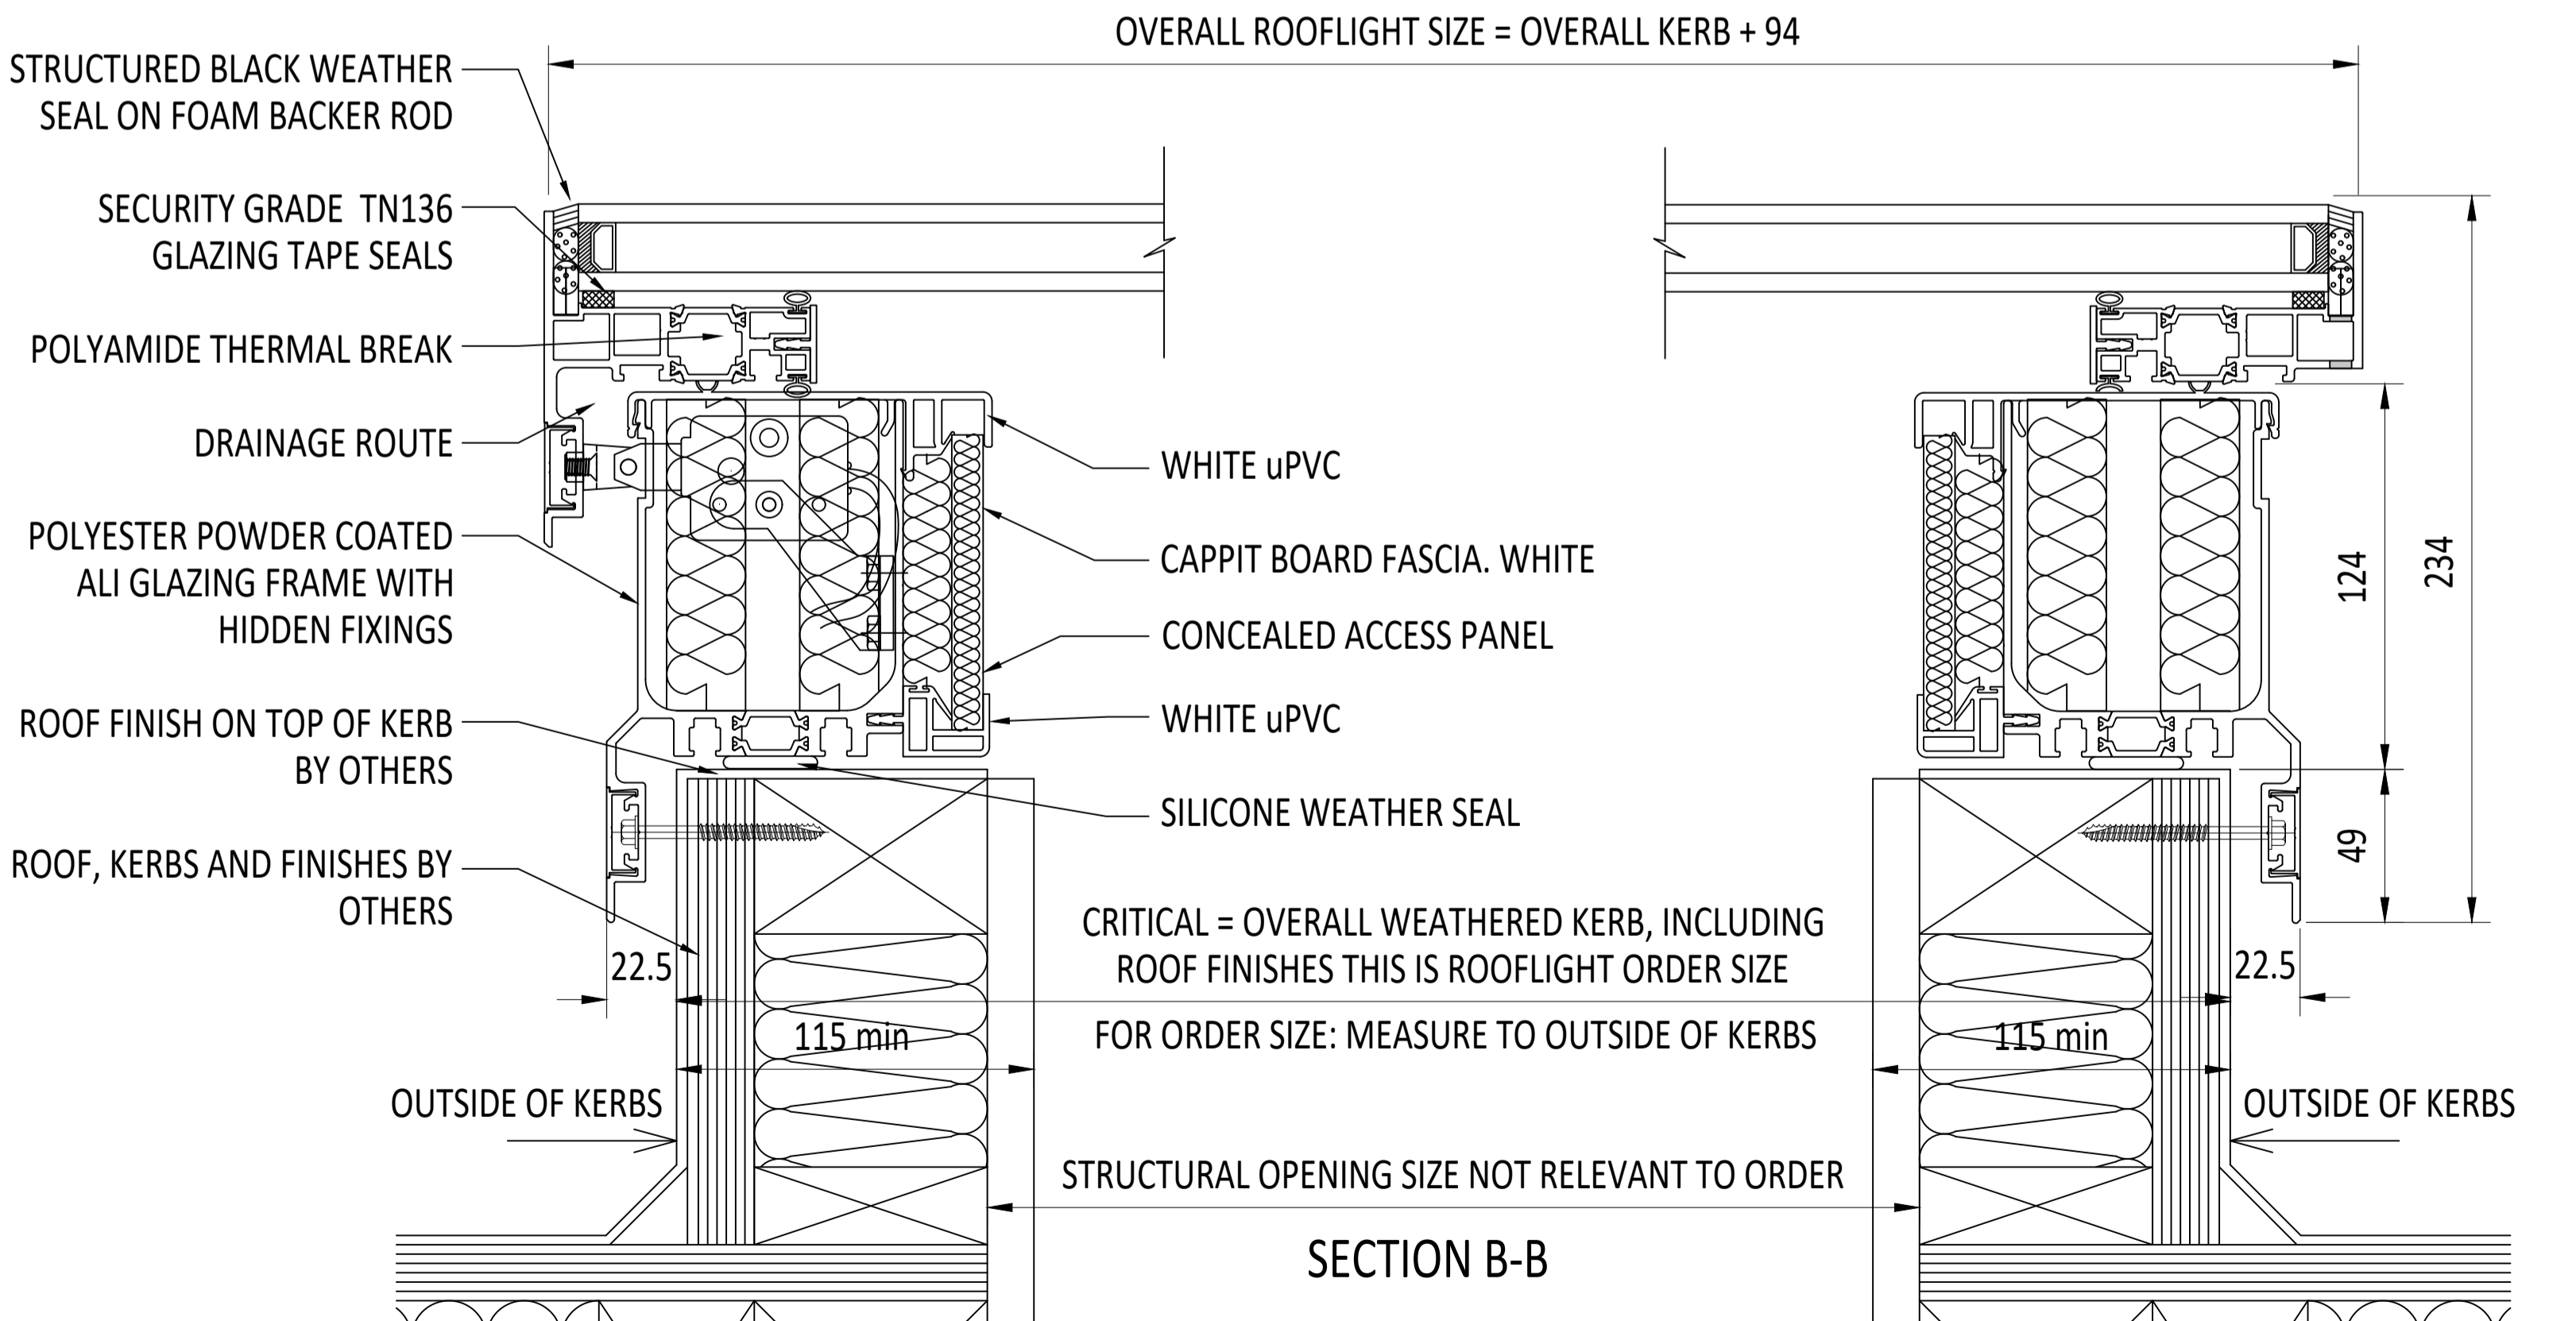 OVERALL ROOFLIGHT SIZE = OVERALL KERB + 94
STRUCTURED BLACK WEATHER
SEAL ON FOAM BACKER ROD
SECURITY GRADE TN136
GLAZING TAPE SEALS
POLYAMIDE THERMAL BREAK
DRAINAGE ROUTE
POLYESTER POWDER COATED
ALI GLAZING FRAME WITH
HIDDEN FIXINGS
ROOF FINISH ON TOP OF KERB
BY OTHERS
ROOF, KERBS AND FINISHES BY
OTHERS
WHITE uPVC
CAPPIT BOARD FASCIA. WHITE
CONCEALED ACCESS PANEL
WHITE uPVC
SILICONE WEATHER SEAL
124
234
49
CRITICAL = OVERALL WEATHERED KERB, INCLUDING
ROOF FINISHES THIS IS ROOFLIGHT ORDER SIZE
22.5
22.5
115 min
FOR ORDER SIZE: MEASURE TO OUTSIDE OF KERBS
115 min
OUTSIDE OF KERBS
OUTSIDE OF KERBS
STRUCTURAL OPENING SIZE NOT RELEVANT TO ORDER
SECTION B-B